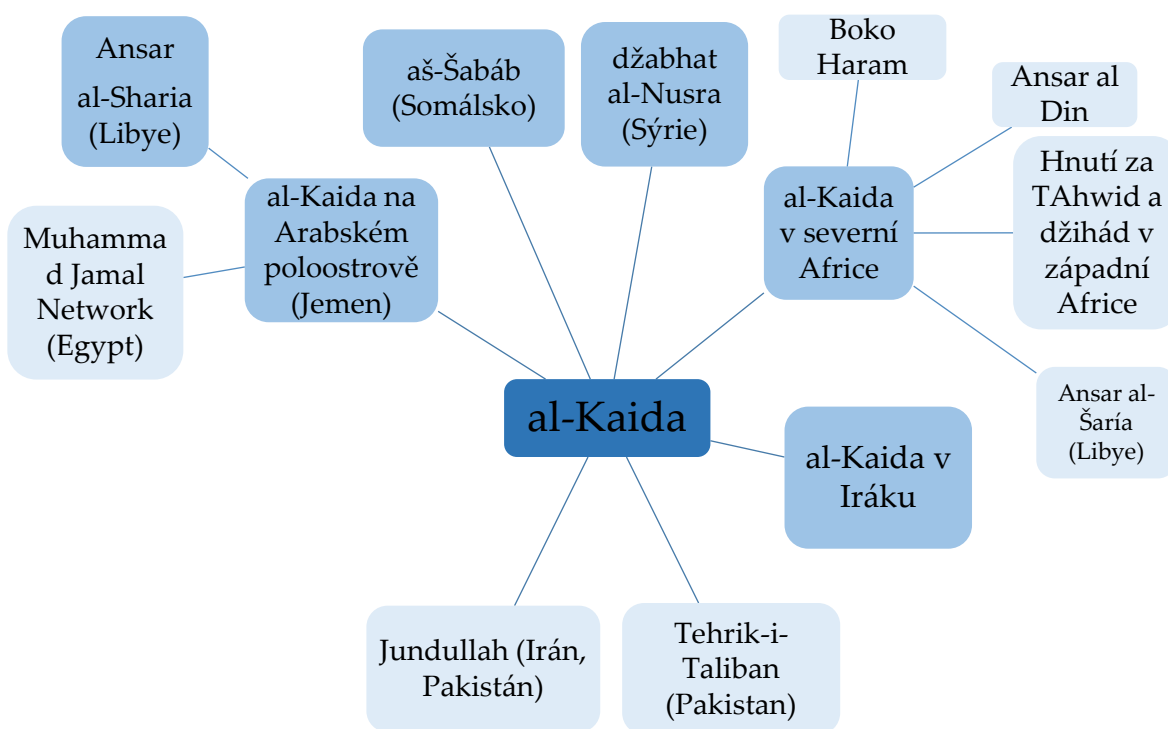 Ansar
al-Sharia
(Libye)
aš-Šabáb
(Somálsko)
džabhat
al-Nusra
(Sýrie)
Boko
Haram
Ansar al
Din
Hnutí za
TAhwid a
džihád v
západní
Africe
al-Kaida na
Arabském
poloostrově
(Jemen)
al-Kaida
v severní
Africe
Muhamma
d Jamal
Network
(Egypt)
Ansar al-
Šaría
(Libye)
al-Kaida
al-Kaida v
Iráku
Jundullah (Irán,
Pakistán)
Tehrik-i-
Taliban
(Pakistan)